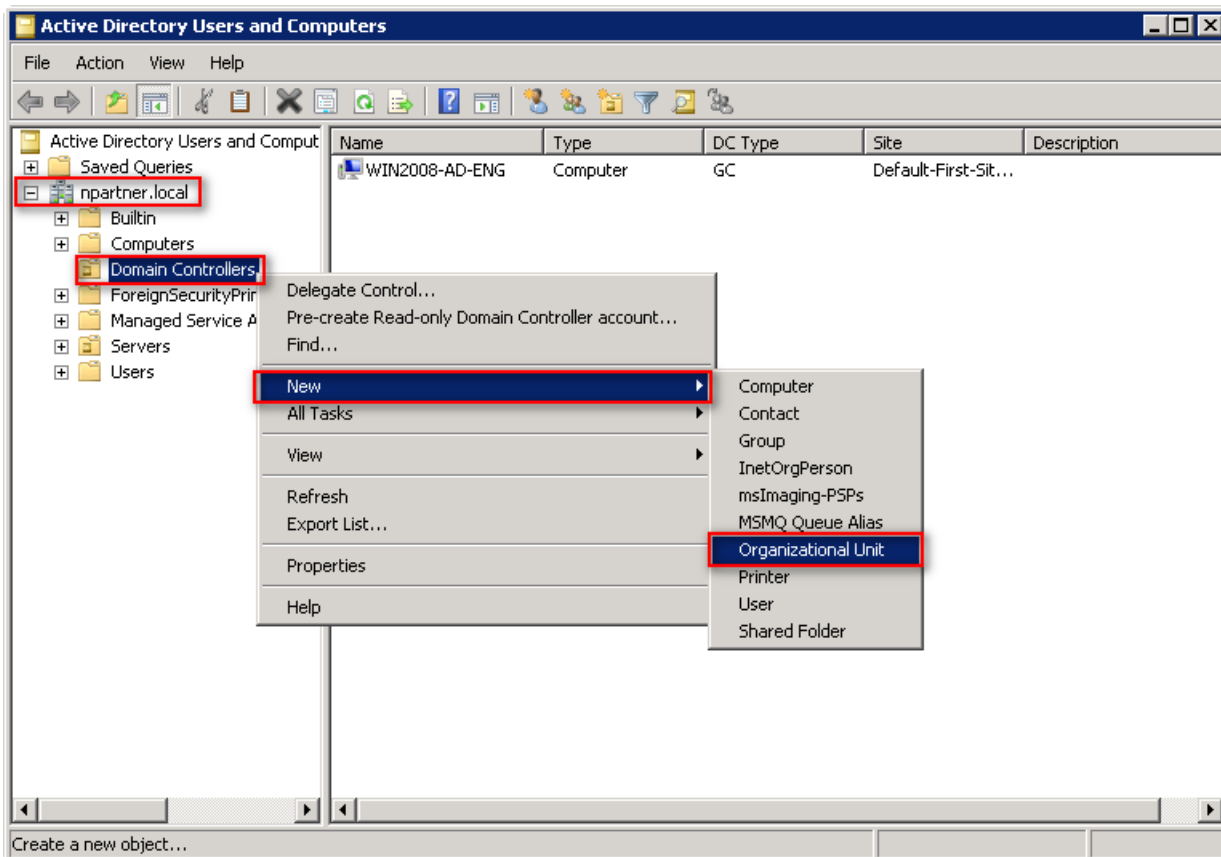 Active Directory Users and Computers
File Action View Help
Active Directory Users and Comput
Name Type DC Type Site Description
Saved Queries
WIN2008-AD-ENG Computer GC Default-First-Sit...
npartner.local
Builtin
Computers
Domain Controllers
ForeignSecurityPrin
Managed Service A
Servers
Users
Delegate Control...
Pre-create Read-only Domain Controller account...
Find...
New
All Tasks
View
Refresh
Export List...
Properties
Help
Computer
Contact
Group
InetOrgPerson
msImaging-PSPs
MSMQ Queue Alias
Organizational Unit
Printer
User
Shared Folder
Create a new object...